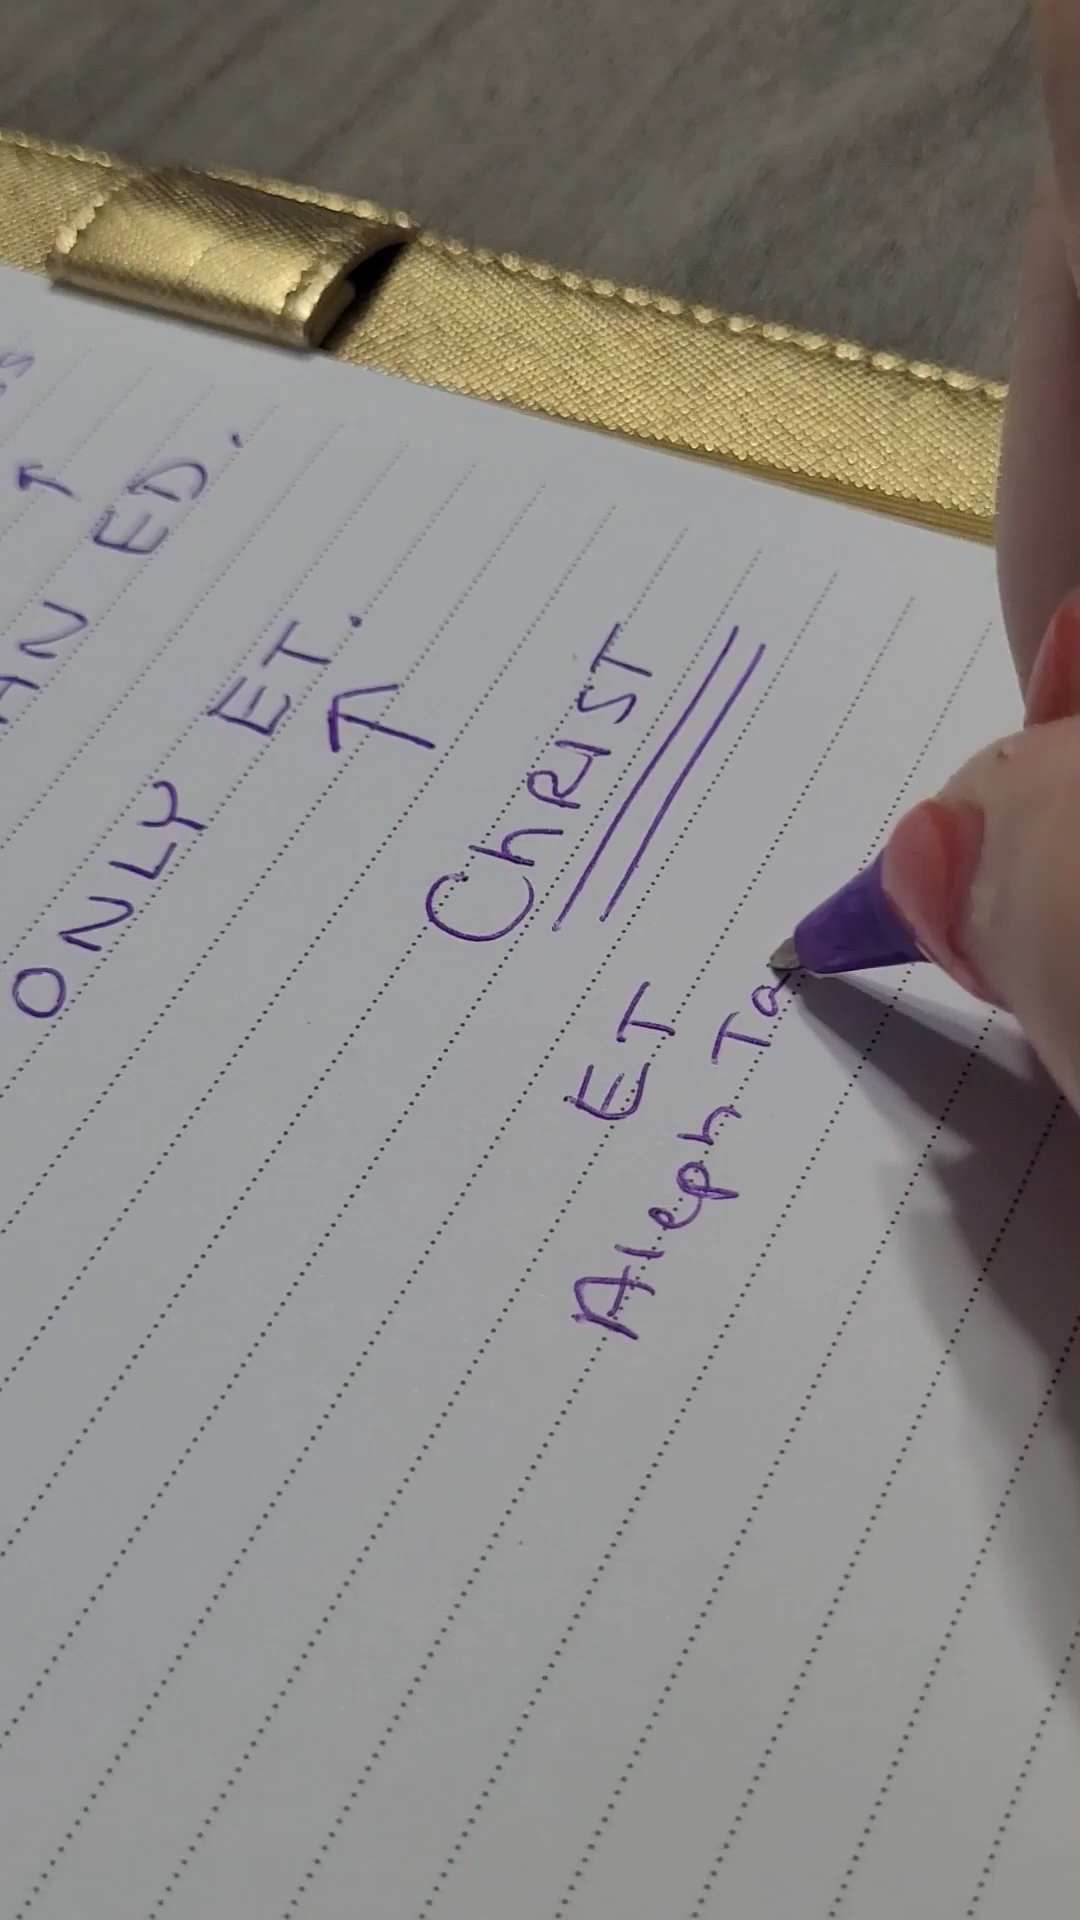 T
AN ED.
ONLY ET.
↑
ChRIST
ET
Aleph Ta